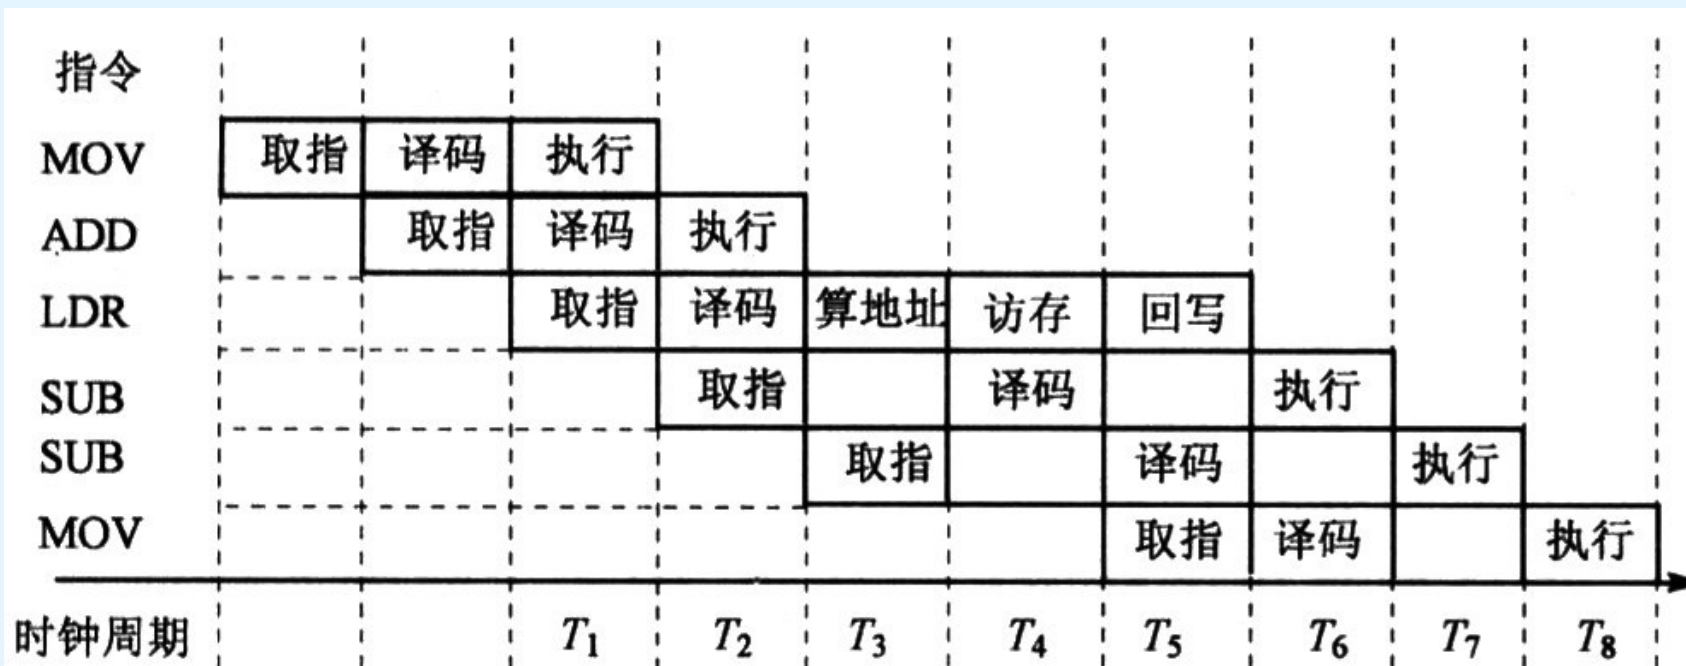 指令
MOV 取指 译码 执行
ADD 取指 译码 执行
LDR 取指 译码 算地址 访存 回写
SUB 取指 译码 执行
SUB 取指 译码 执行
MOV 取指 译码 执行
时钟周期 T1 T2 T3 T4 T5 T6 T7 T8